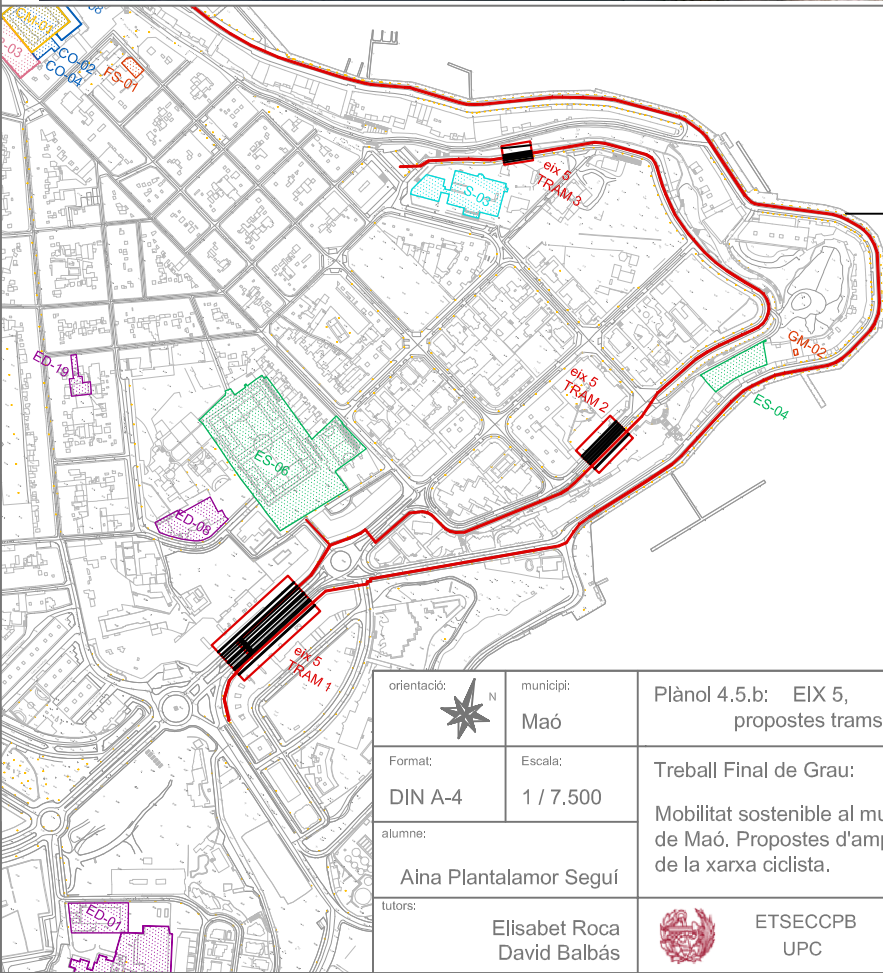 CO-02
CO-04
FS-01
eix 5
TRAM 3
S-03
ED-19
GM-02
eix 5
TRAM 2
ES-04
ES-06
ED-08
eix 5
TRAM 1
orientació:
N
municipi:
Maó
Plànol 4.5.b: EIX 5,
propostes trams
Format:
DIN A-4
Escala:
1 / 7.500
Treball Final de Grau:
Mobilitat sostenible al mu
de Maó. Propostes d'amp
de la xarxa ciclista.
alumne:
Aina Plantalamor Seguí
tutors:
Elisabet Roca
David Balbás
ETSECCPB
UPC
ED-01